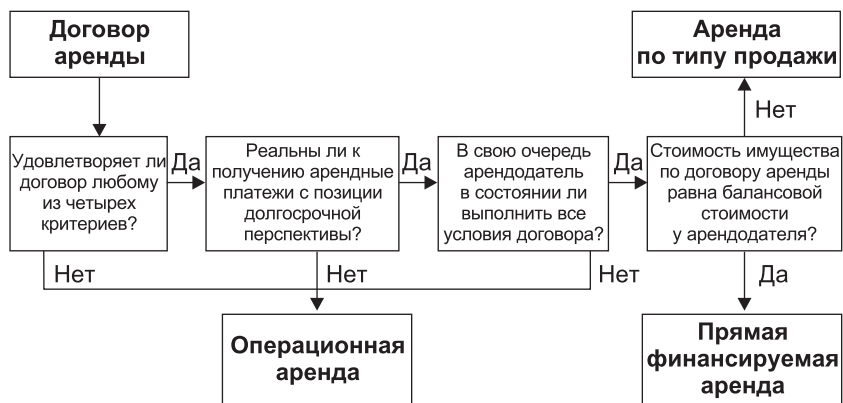 Договор
аренды
Аренда
по типу продажи
Нет
Удовлетворяет ли
договор любому
из четырех
критериев?
Да
Реальны ли к
получению арендные
платежи с позиции
долгосрочной
перспективы?
Да
В свою очередь
арендодатель
в состоянии ли
выполнить все
условия договора?
Да
Стоимость имущества
по договору аренды
равна балансовой
стоимости
у арендодателя?
Нет
Нет
Нет
Да
Операционная
аренда
Прямая
финансируемая
аренда